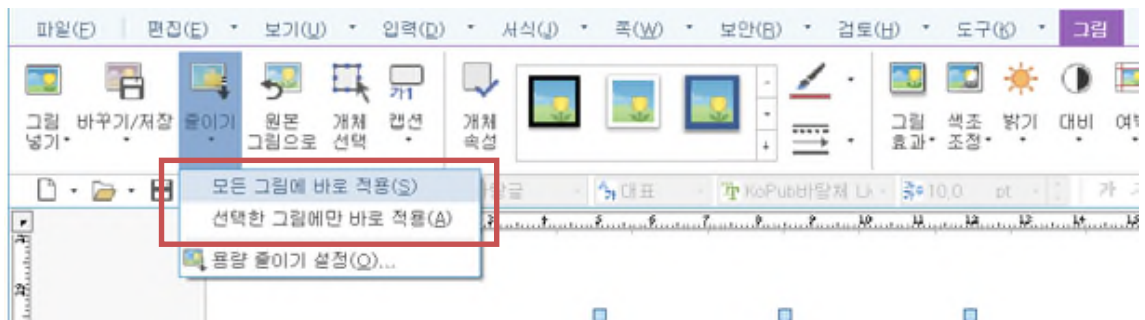 파일(F) 편집(E) 보기(U) 입력(D) 서식(J) 쪽(W) 보안(R) 검토(H) 도구(K) 그림
그림 넣기 바꾸기/저장 줄이기 원본 그림으로 개체 선택 캡션 개체 속성 그림 효과 색조 조정 밝기 대비
모든 그림에 바로 적용(S)
대표 KoPub바탕체 10.0 pt 가
선택한 그림에만 바로 적용(A)
용량 줄이기 설정(O)...